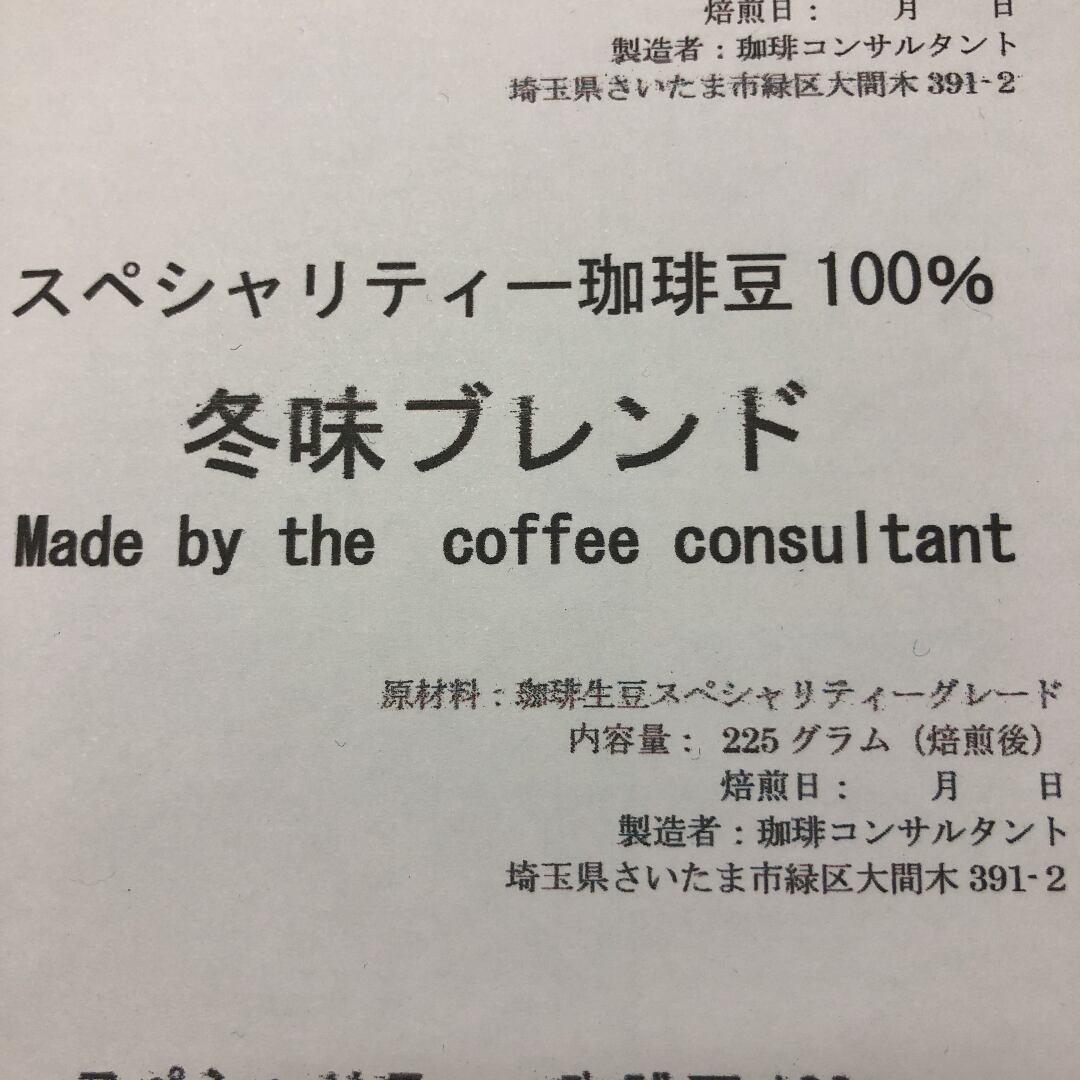 焙煎日： 月 日
製造者：珈琲コンサルタント
埼玉県さいたま市緑区大間木 391-2
スペシャリティー珈琲豆 100%
冬味ブレンド
Made by the coffee consultant
原材料：珈琲生豆スペシャリティーグレード
内容量： 225 グラム（焙煎後）
焙煎日： 月 日
製造者：珈琲コンサルタント
埼玉県さいたま市緑区大間木 391-2